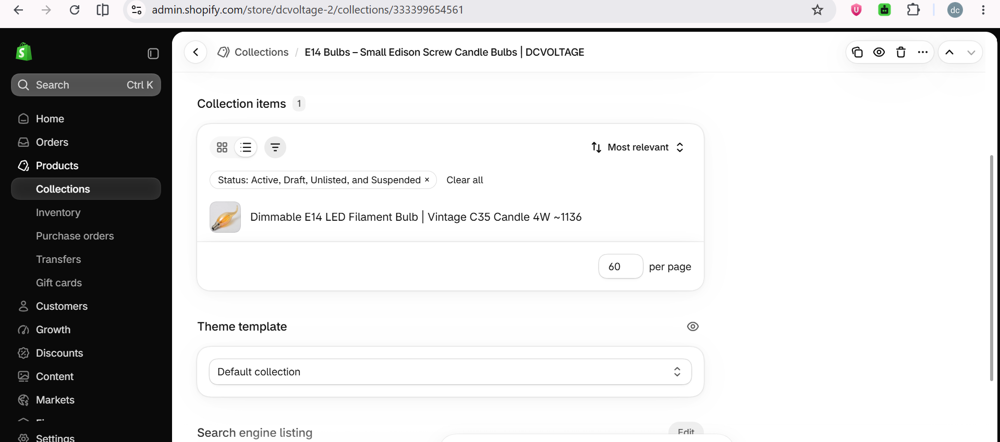 admin.shopify.com/store/dcvoltage-2/collections/333399654561
dc
Search Ctrl K
Home
Orders
Products
Collections
Inventory
Purchase orders
Transfers
Gift cards
Customers
Growth
Discounts
Content
Markets
Settings
Collections / E14 Bulbs – Small Edison Screw Candle Bulbs | DCVOLTAGE
Collection items 1
Most relevant
Status: Active, Draft, Unlisted, and Suspended × Clear all
Dimmable E14 LED Filament Bulb | Vintage C35 Candle 4W ~1136
60 per page
Theme template
Default collection
Search engine listing Edit